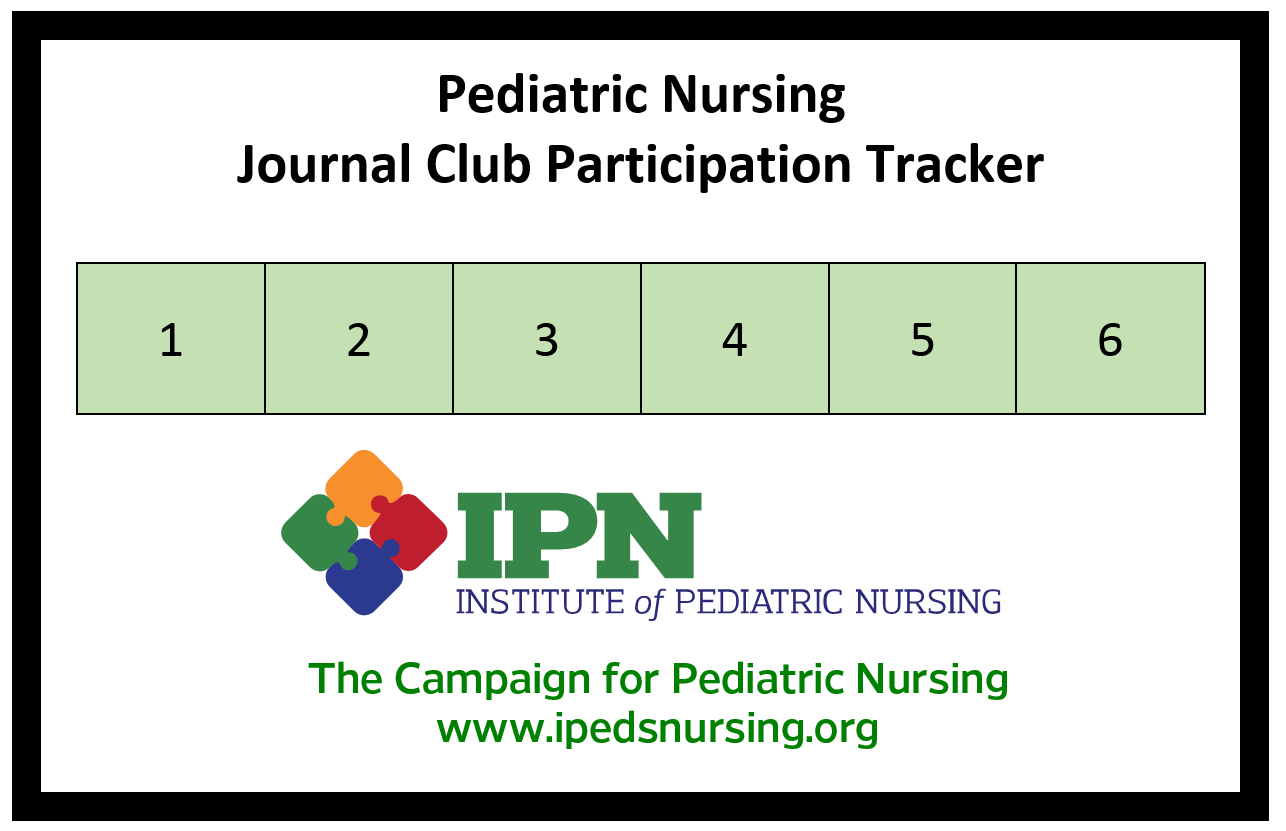 Pediatric Nursing
Journal Club Participation Tracker
1 2 3 4 5 6
IPN
INSTITUTE of PEDIATRIC NURSING
The Campaign for Pediatric Nursing
www.ipedsnursing.org